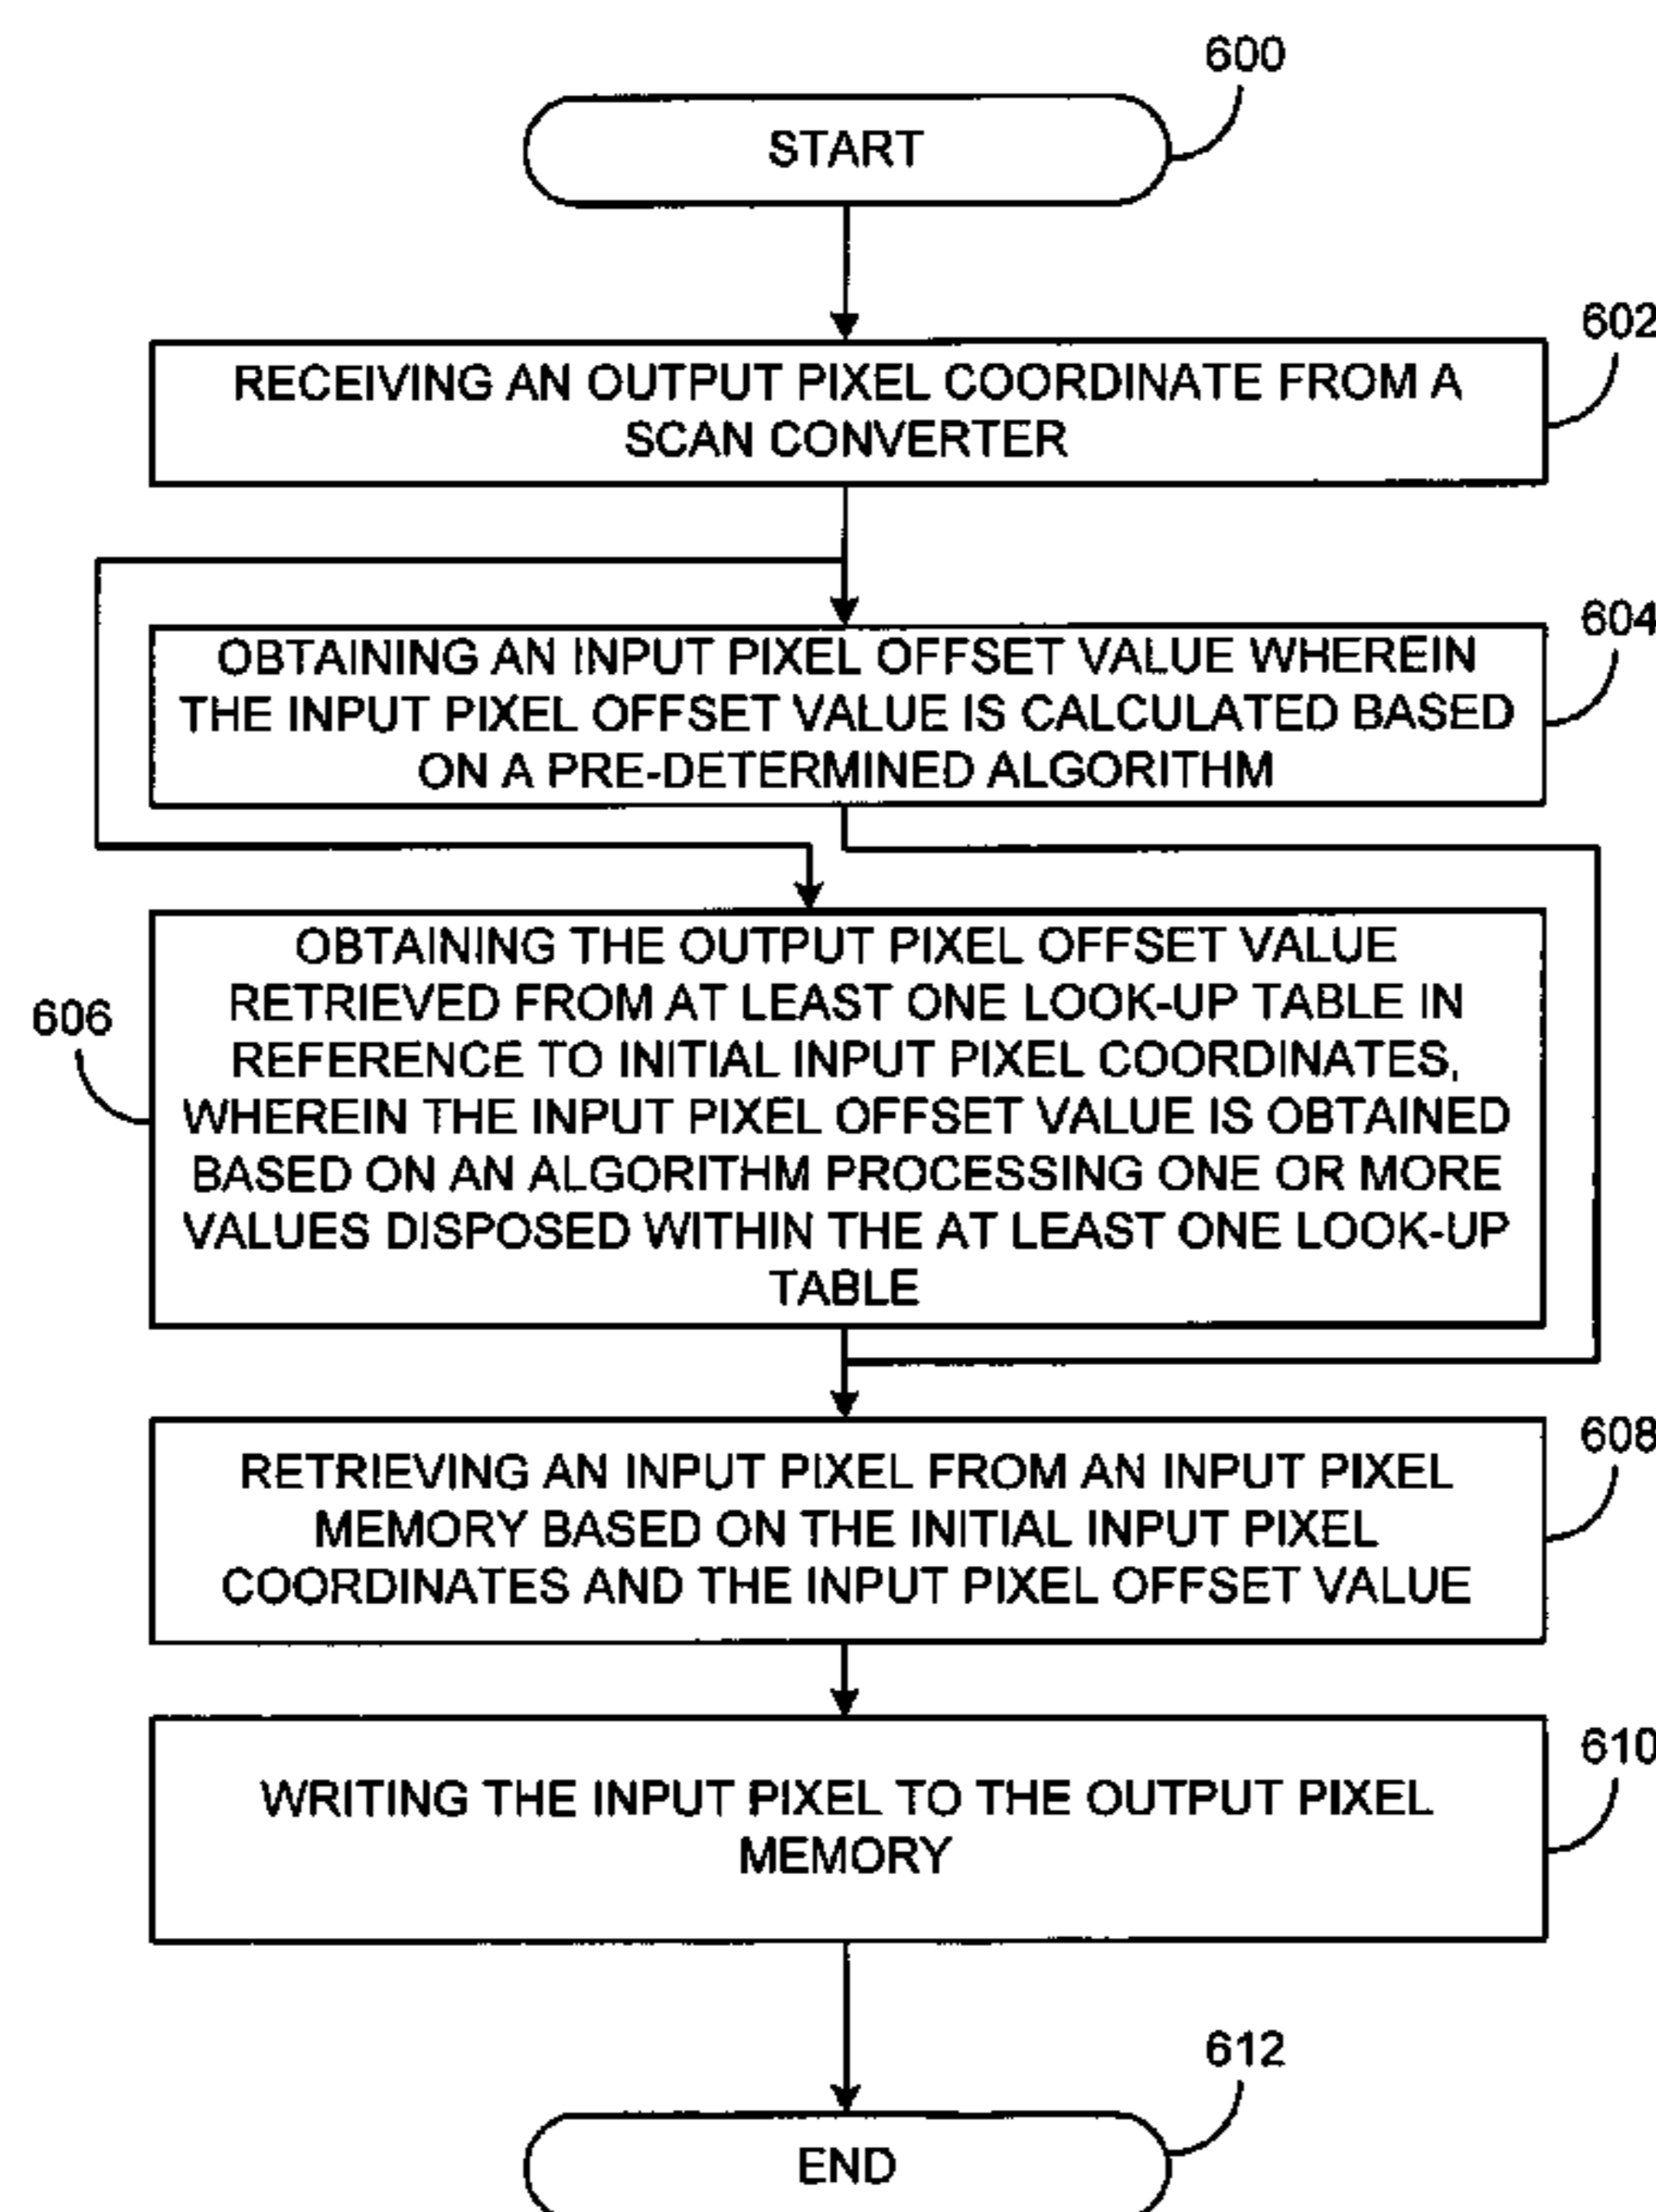 600
START
602
RECEIVING AN OUTPUT PIXEL COORDINATE FROM A
SCAN CONVERTER
604
OBTAINING AN INPUT PIXEL OFFSET VALUE WHEREIN
THE INPUT PIXEL OFFSET VALUE IS CALCULATED BASED
ON A PRE-DETERMINED ALGORITHM
606
OBTAINING THE OUTPUT PIXEL OFFSET VALUE
RETRIEVED FROM AT LEAST ONE LOOK-UP TABLE IN
REFERENCE TO INITIAL INPUT PIXEL COORDINATES,
WHEREIN THE INPUT PIXEL OFFSET VALUE IS OBTAINED
BASED ON AN ALGORITHM PROCESSING ONE OR MORE
VALUES DISPOSED WITHIN THE AT LEAST ONE LOOK-UP
TABLE
608
RETRIEVING AN INPUT PIXEL FROM AN INPUT PIXEL
MEMORY BASED ON THE INITIAL INPUT PIXEL
COORDINATES AND THE INPUT PIXEL OFFSET VALUE
610
WRITING THE INPUT PIXEL TO THE OUTPUT PIXEL
MEMORY
612
END